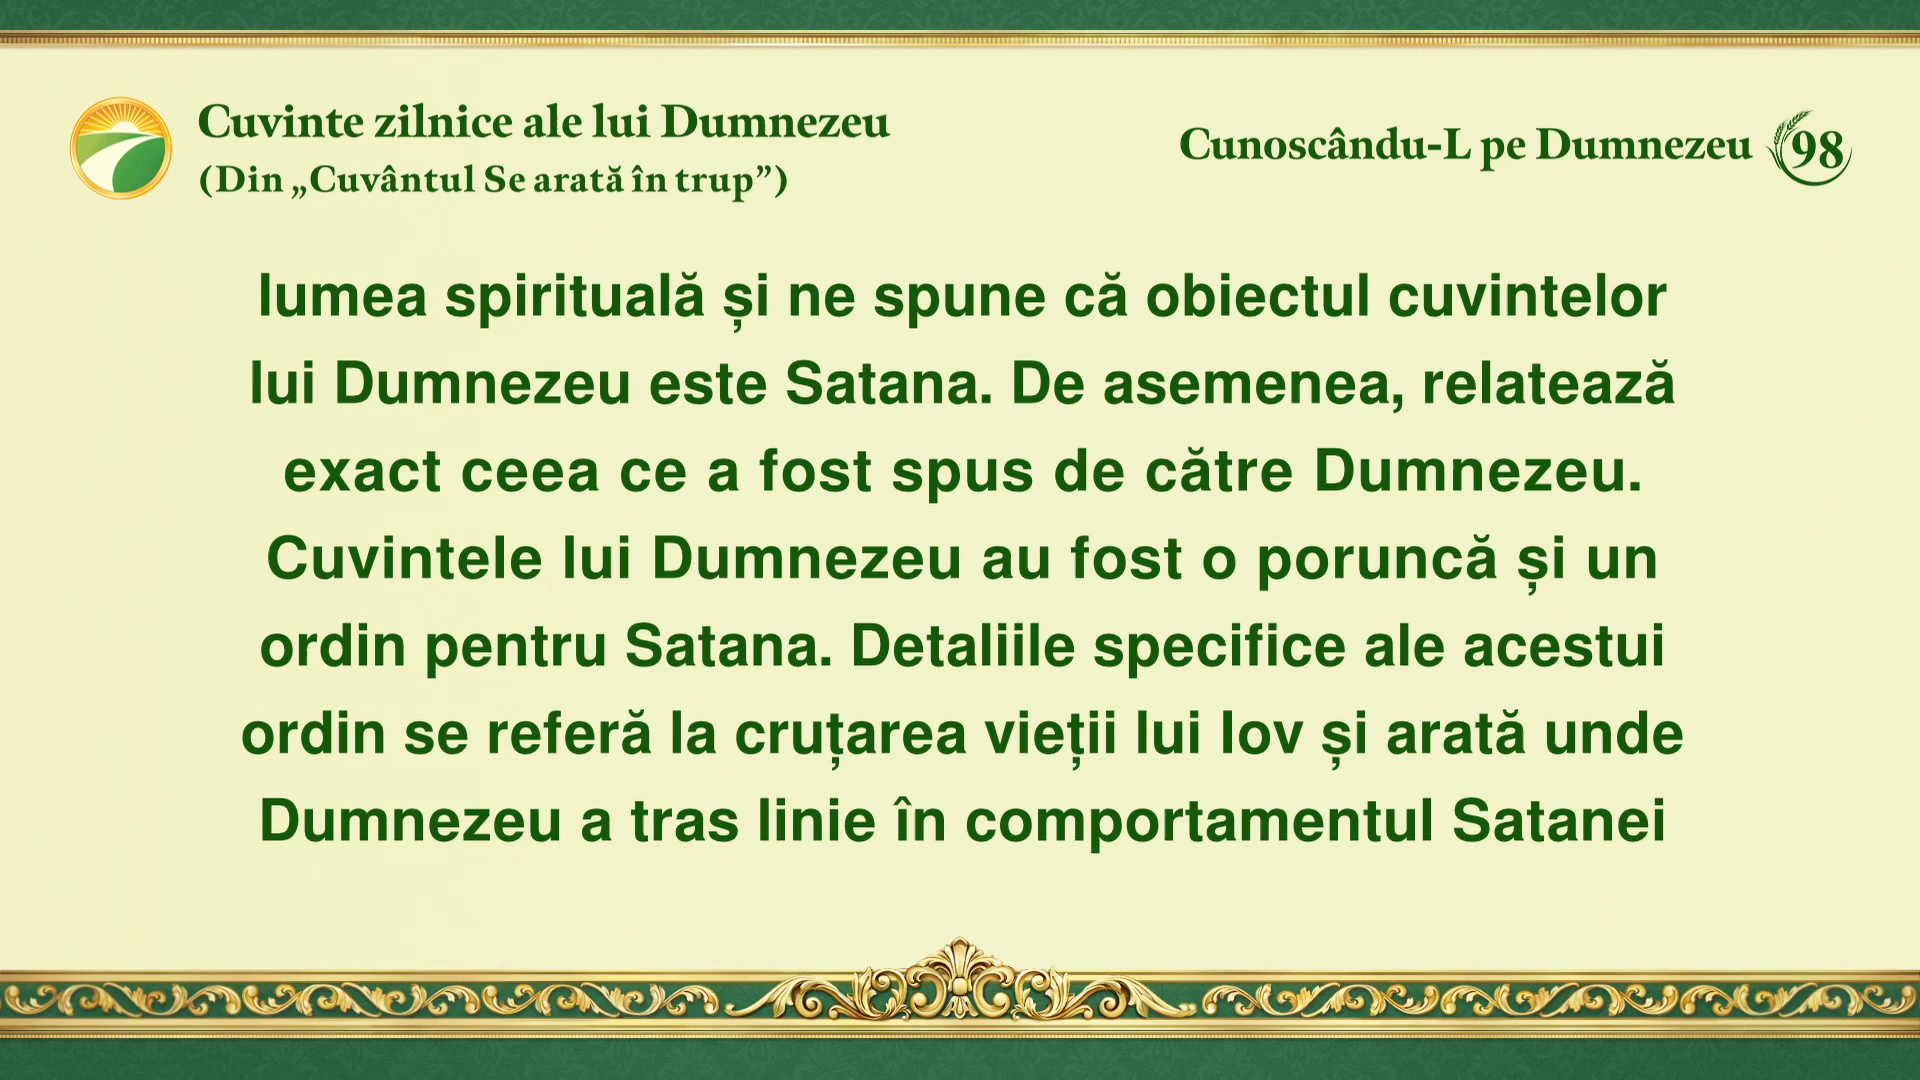 Cuvinte zilnice ale lui Dumnezeu
(Din „Cuvântul Se arată în trup”)
Cunoscându-L pe Dumnezeu 98
lumea spirituală și ne spune că obiectul cuvintelor
lui Dumnezeu este Satana. De asemenea, relatează
exact ceea ce a fost spus de către Dumnezeu.
Cuvintele lui Dumnezeu au fost o poruncă și un
ordin pentru Satana. Detaliile specifice ale acestui
ordin se referă la cruțarea vieții lui Iov și arată unde
Dumnezeu a tras linie în comportamentul Satanei